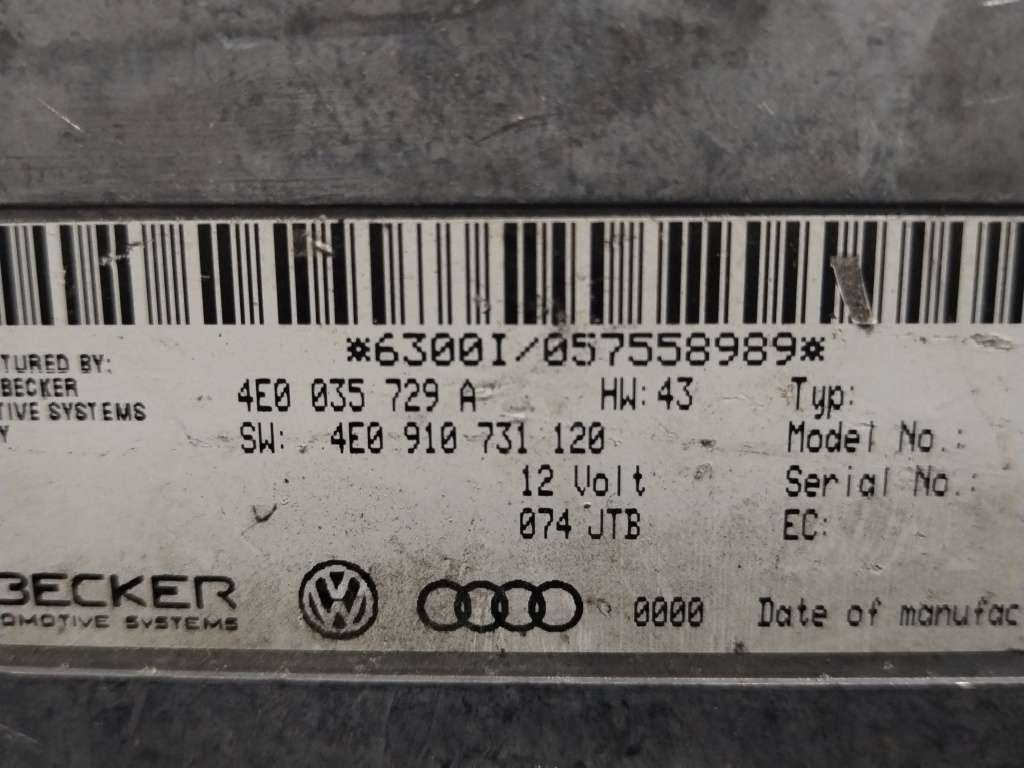 *6300I/057558989*
TURED BY:
BECKER
TIVE SYSTEMS
Y
4E0 035 729 A HW: 43 Typ:
SW: 4E0 910 731 120 Model No.:
12 Volt Serial No.:
074 JTB EC:
BECKER
OMOTIVE SYSTEMS
0000 Date of manufac